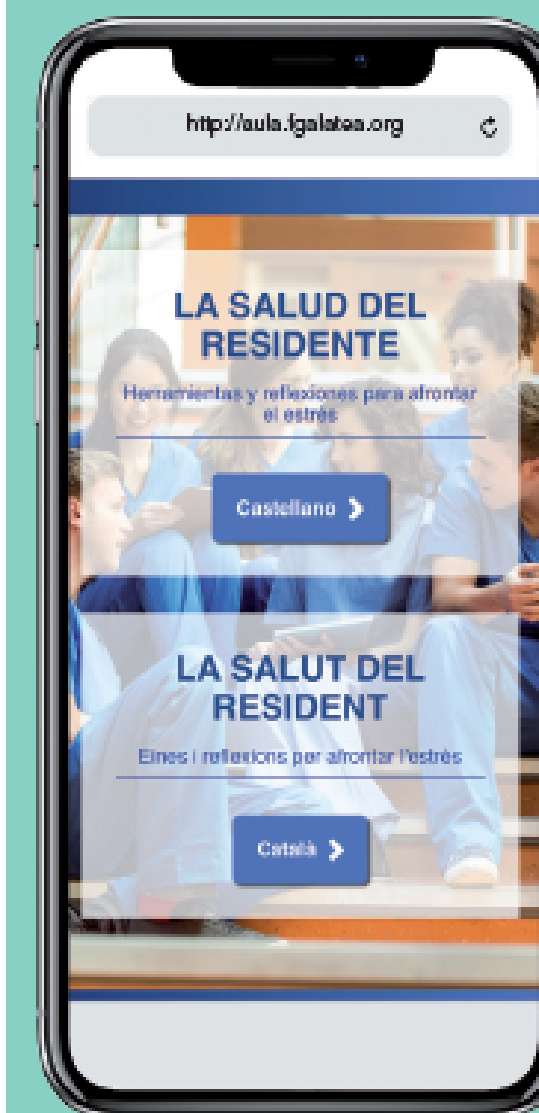 http://aula.fgalatea.org
LA SALUD DEL
RESIDENTE
Herramientas y reflexiones para afrontar
el estrés
Castellano
LA SALUT DEL
RESIDENT
Eines i reflexions per afrontar l'estrès
Català